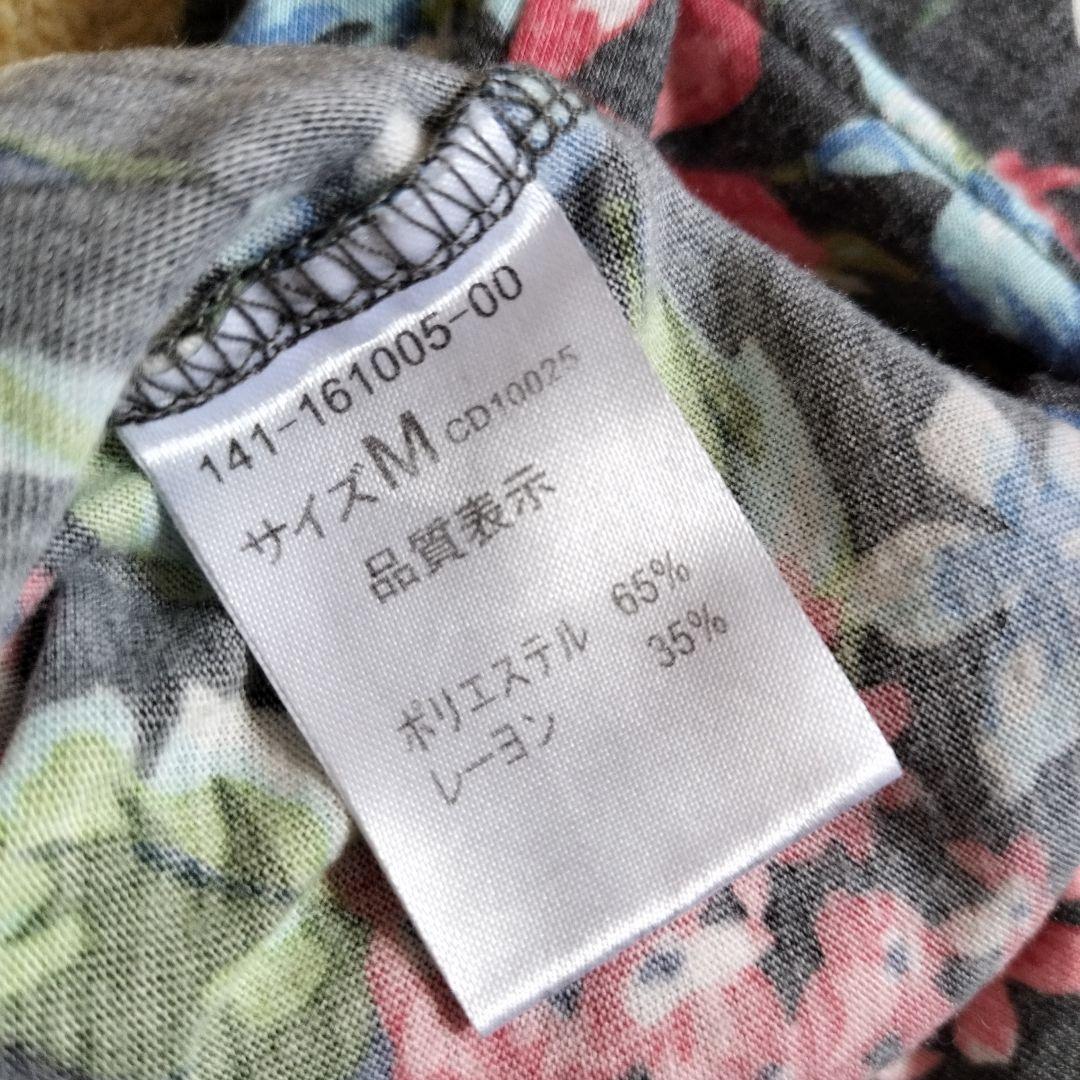 141-161005-00
サイズM CD10025
品質表示
ポリエステル 65%
レーヨン 35%